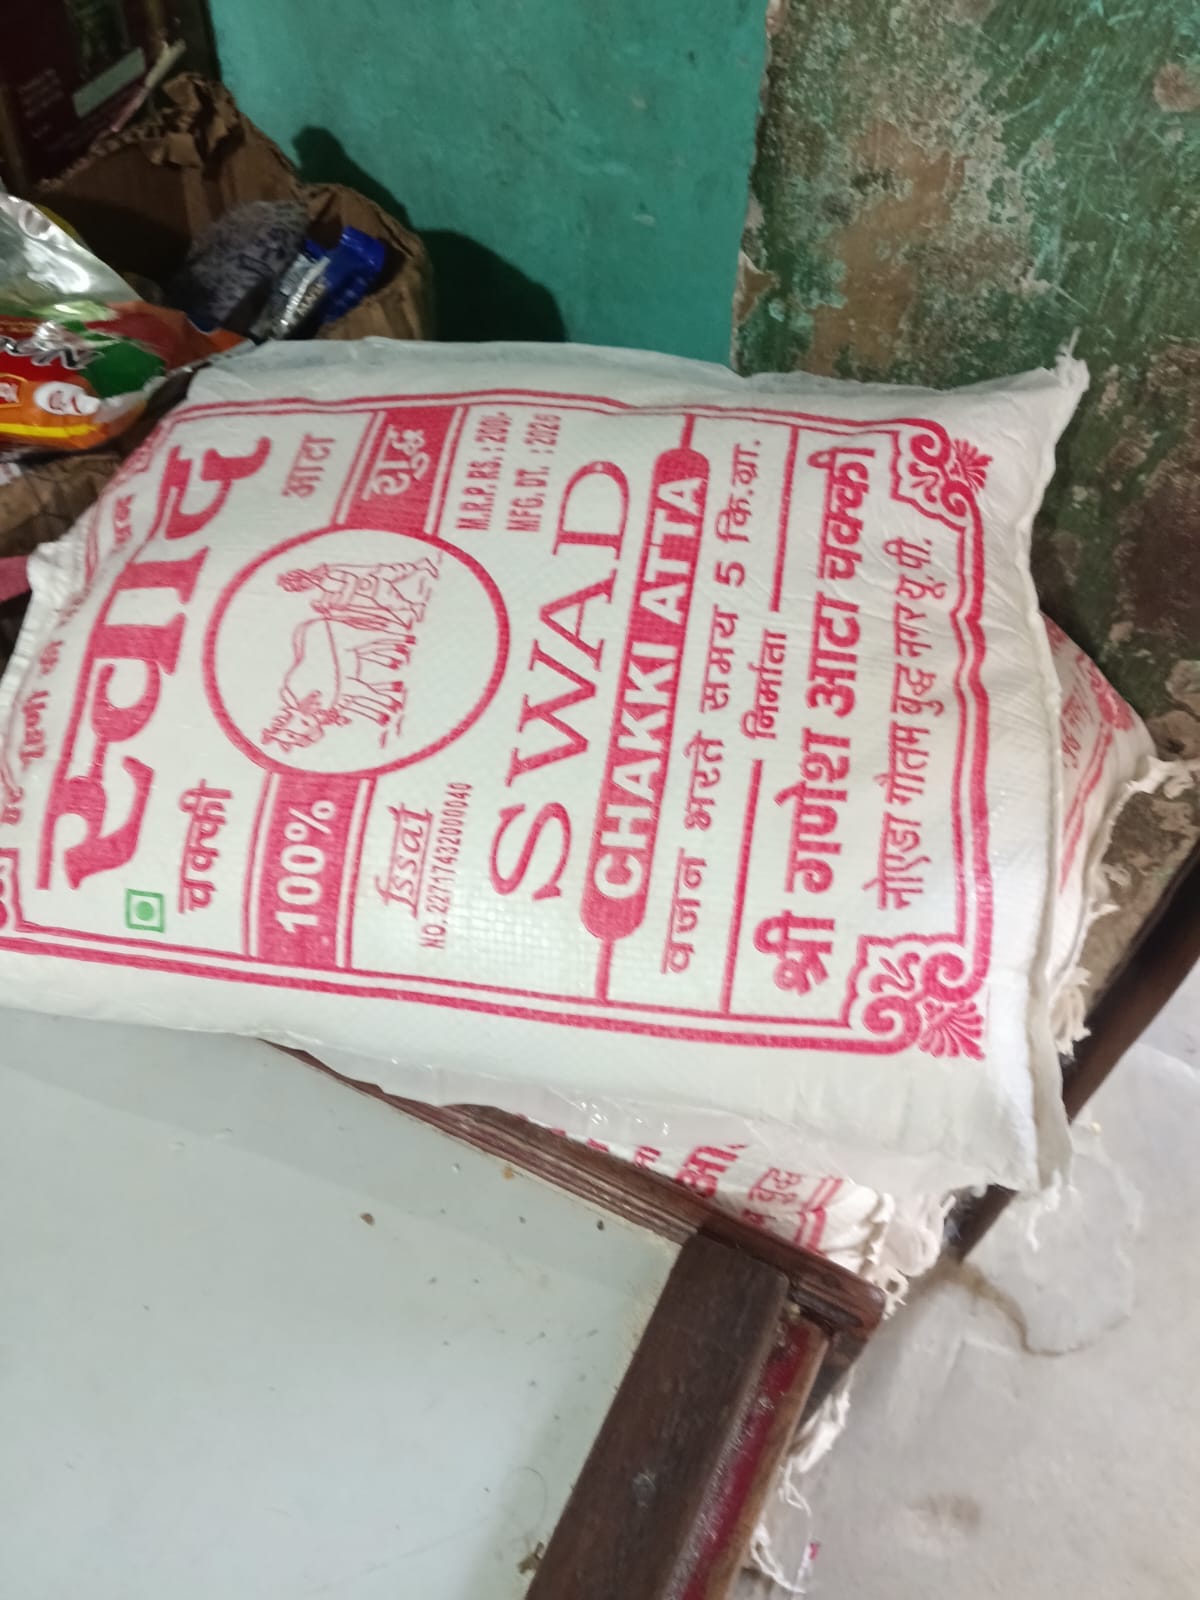 स्वाद
चक्की
आटा
100%
शुद्ध
fssai
NO.22717432000040
M.R.P. RS. : 200/-
MFG. DT. : 2026
SWAD
CHAKKI ATTA
वजन भरते समय 5 कि.ग्रा.
निर्माता
श्री गणेश आटा चक्की
नोएडा गौतम बुद्ध नगर यू.पी.